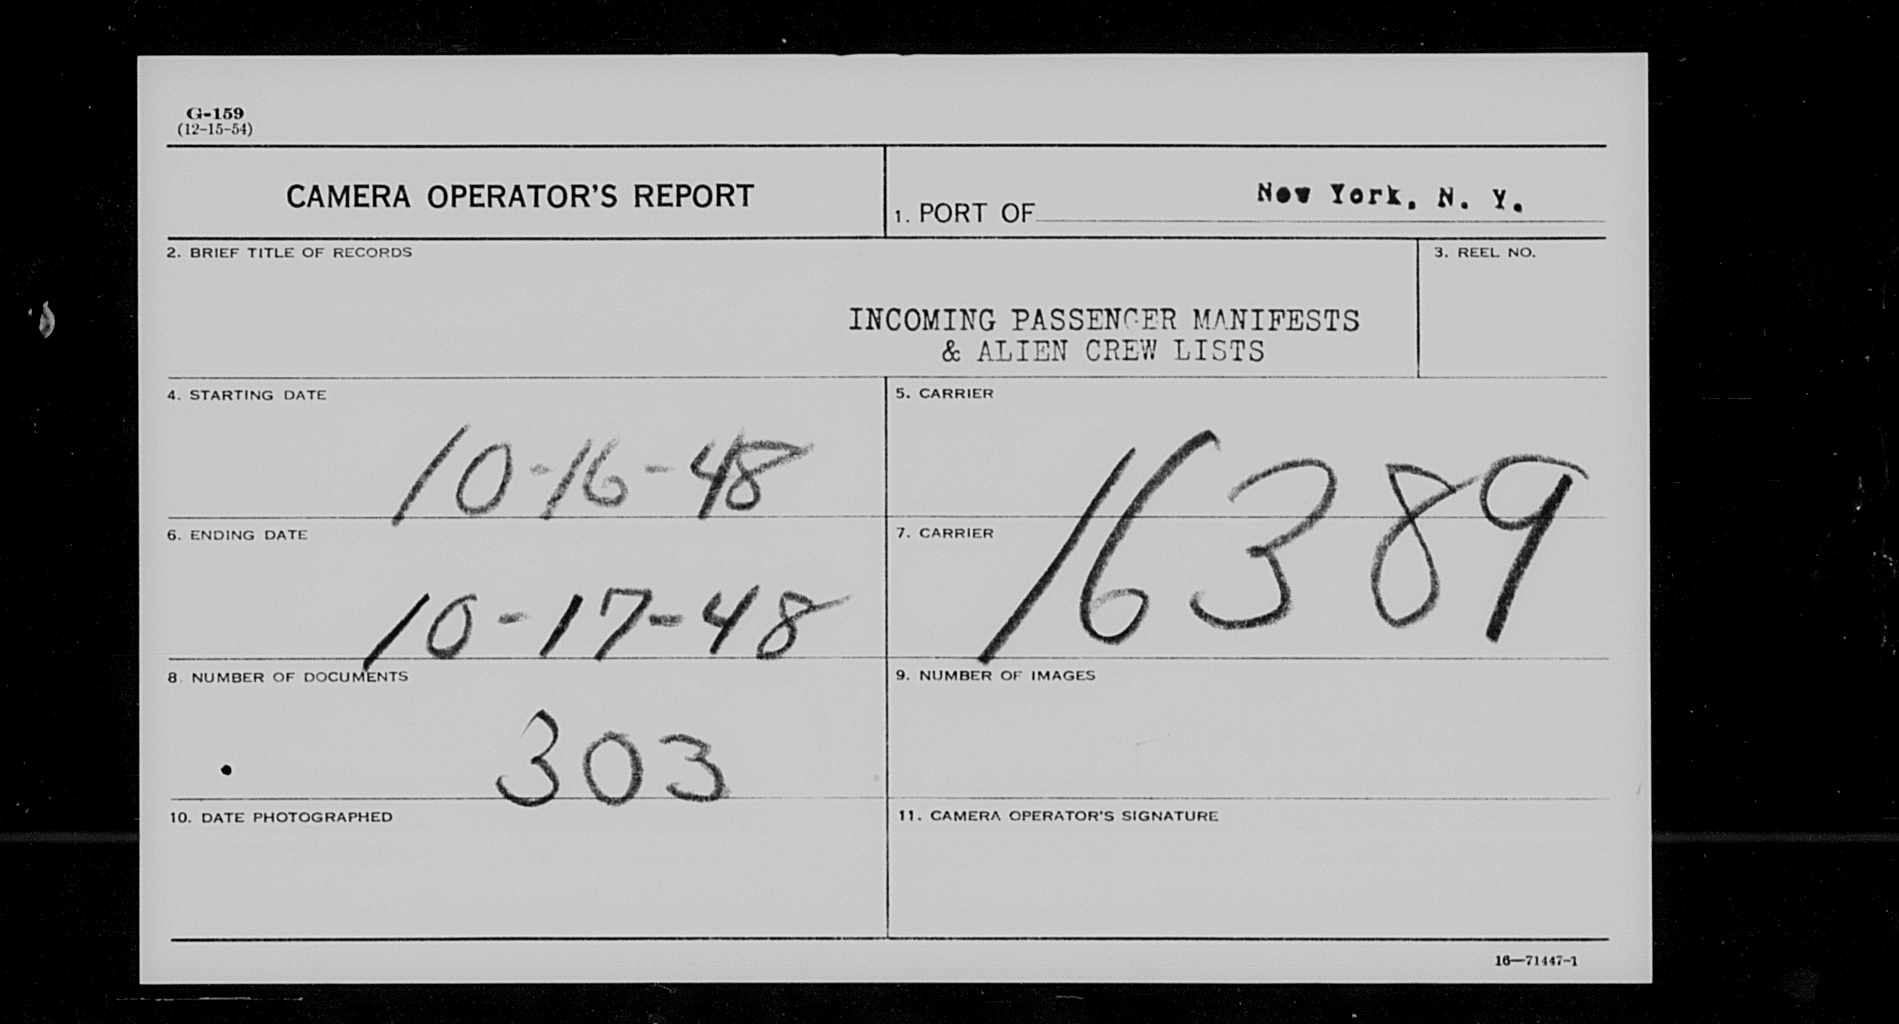 G-159
(12-15-54)
CAMERA OPERATOR'S REPORT
1. PORT OF New York, N. Y.
2. BRIEF TITLE OF RECORDS
3. REEL NO.
INCOMING PASSENGER MANIFESTS
& ALIEN CREW LISTS
4. STARTING DATE
10-16-48
5. CARRIER
16389
6. ENDING DATE
10-17-48
7. CARRIER
8. NUMBER OF DOCUMENTS
303
9. NUMBER OF IMAGES
10. DATE PHOTOGRAPHED
11. CAMERA OPERATOR'S SIGNATURE
16—71447-1